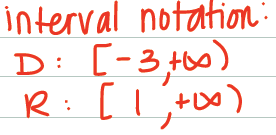 interval notation:
D: [-3,+∞)
R: [1,+∞)